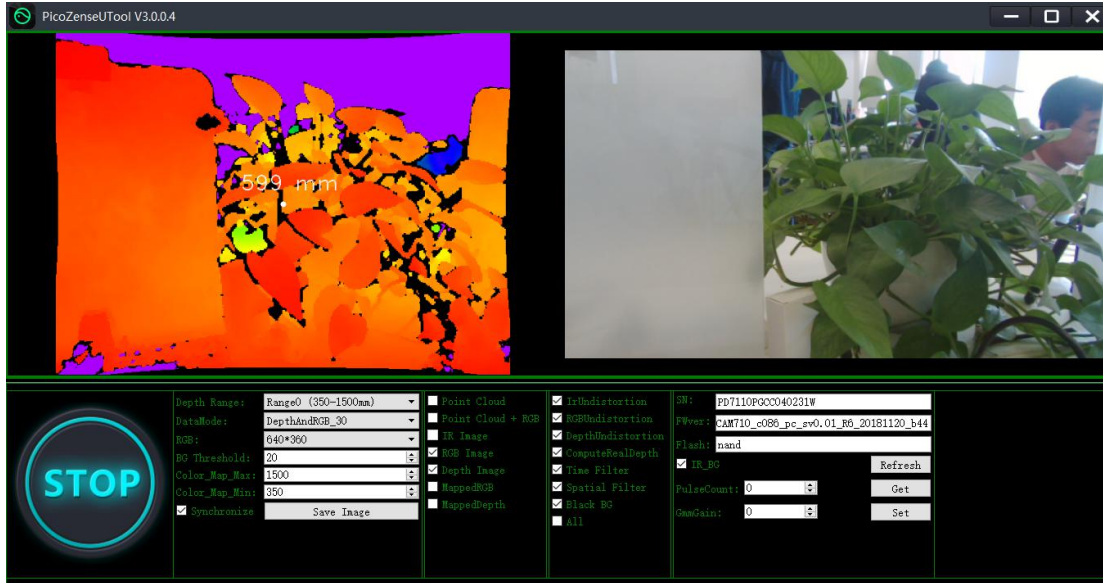 PicoZenseUTool V3.0.0.4
599 mm
STOP
Depth Range: Range0 (350-1500mm)
DataMode: DepthAndRGB_30
RGB: 640*360
BG Threshold: 20
Color_Map_Max: 1500
Color_Map_Min: 350
Synchronize Save Image
Point Cloud
Point Cloud + RGB
IR Image
RGB Image
Depth Image
MappedRGB
MappedDepth
IrUndistortion
RGBUndistortion
DepthUndistortion
ComputeRealDepth
Time Filter
Spatial Filter
Black BG
All
SN: PD7110PGCC040231W
FWver: CAM710_c086_pc_sv0.01_R6_20181120_b44
Flash: nand
IR_BG Refresh
PulseCount: 0 Get
GmmGain: 0 Set